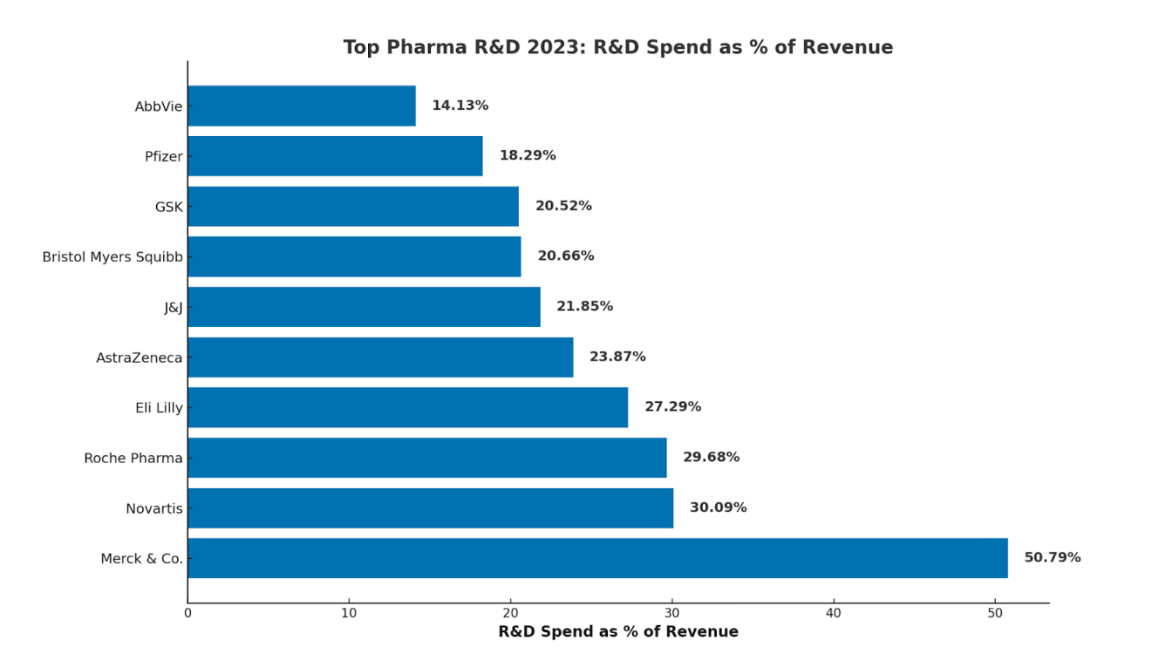 Top Pharma R&D 2023: R&D Spend as % of Revenue
AbbVie 14.13%
Pfizer 18.29%
GSK 20.52%
Bristol Myers Squibb 20.66%
J&J 21.85%
AstraZeneca 23.87%
Eli Lilly 27.29%
Roche Pharma 29.68%
Novartis 30.09%
Merck & Co. 50.79%
0 10 20 30 40 50
R&D Spend as % of Revenue